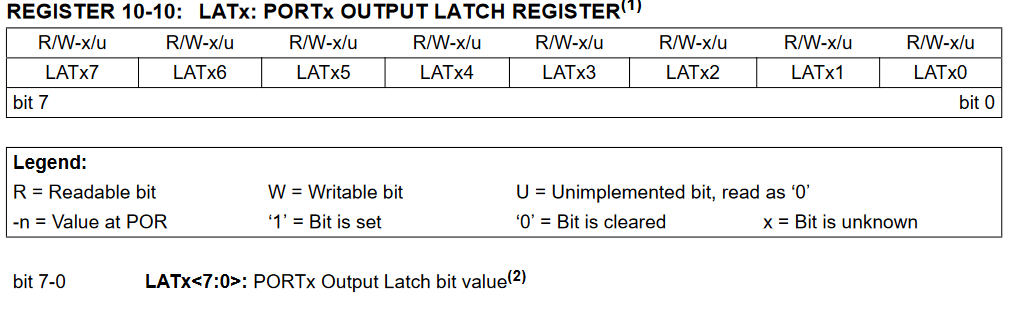 REGISTER 10-10: LATx: PORTx OUTPUT LATCH REGISTER(1)
R/W-x/u R/W-x/u R/W-x/u R/W-x/u R/W-x/u R/W-x/u R/W-x/u R/W-x/u
LATx7 LATx6 LATx5 LATx4 LATx3 LATx2 LATx1 LATx0
bit 7 bit 0
Legend:
R = Readable bit W = Writable bit U = Unimplemented bit, read as ‘0’
-n = Value at POR ‘1’ = Bit is set ‘0’ = Bit is cleared x = Bit is unknown
bit 7-0 LATx<7:0>: PORTx Output Latch bit value(2)